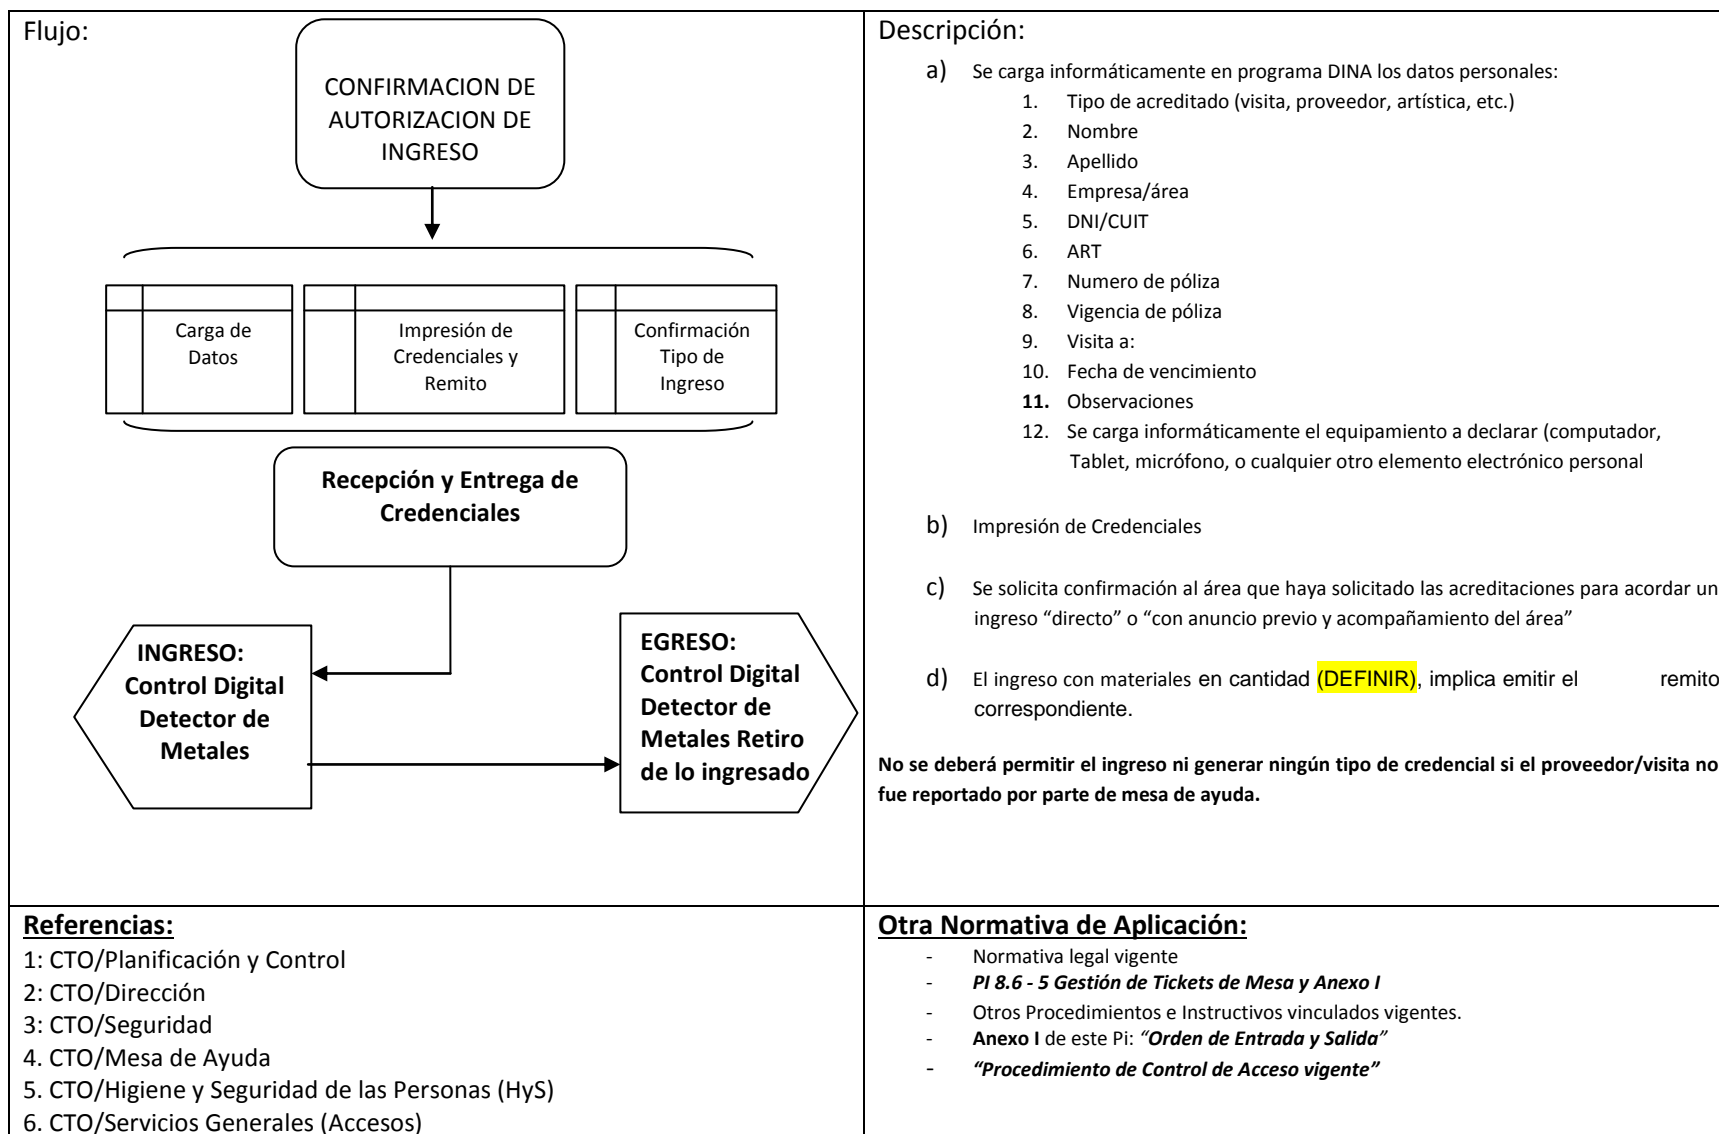 Flujo:
CONFIRMACION DE
AUTORIZACION DE
INGRESO
Carga de
Datos
Impresión de
Credenciales y
Remito
Confirmación
Tipo de
Ingreso
Recepción y Entrega de
Credenciales
INGRESO:
Control Digital
Detector de
Metales
EGRESO:
Control Digital
Detector de
Metales Retiro
de lo ingresado
Descripción:
a) Se carga informáticamente en programa DINA los datos personales:
1. Tipo de acreditado (visita, proveedor, artística, etc.)
2. Nombre
3. Apellido
4. Empresa/área
5. DNI/CUIT
6. ART
7. Numero de póliza
8. Vigencia de póliza
9. Visita a:
10. Fecha de vencimiento
11. Observaciones
12. Se carga informáticamente el equipamiento a declarar (computador,
Tablet, micrófono, o cualquier otro elemento electrónico personal
b) Impresión de Credenciales
c) Se solicita confirmación al área que haya solicitado las acreditaciones para acordar un
ingreso “directo” o “con anuncio previo y acompañamiento del área”
d) El ingreso con materiales en cantidad (DEFINIR), implica emitir el remito
correspondiente.
No se deberá permitir el ingreso ni generar ningún tipo de credencial si el proveedor/visita no
fue reportado por parte de mesa de ayuda.
Referencias:
1: CTO/Planificación y Control
2: CTO/Dirección
3: CTO/Seguridad
4. CTO/Mesa de Ayuda
5. CTO/Higiene y Seguridad de las Personas (HyS)
6. CTO/Servicios Generales (Accesos)
Otra Normativa de Aplicación:
- Normativa legal vigente
- PI 8.6 - 5 Gestión de Tickets de Mesa y Anexo I
- Otros Procedimientos e Instructivos vinculados vigentes.
- Anexo I de este Pi: “Orden de Entrada y Salida”
- “Procedimiento de Control de Acceso vigente”